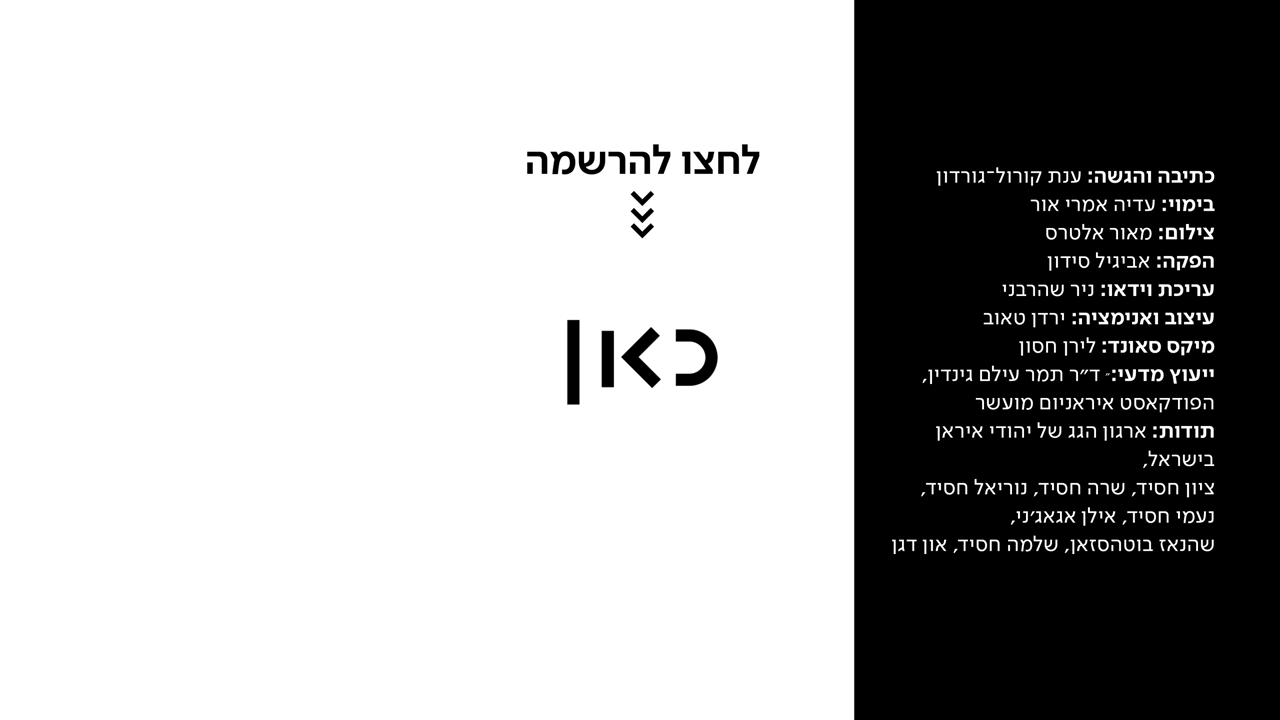 לחצו להרשמה
כאן
כתיבה והגשה: ענת קורול־גורדון
בימוי: עדיה אמרי אור
צילום: מאור אלטרס
הפקה: אביגיל סידון
עריכת וידאו: ניר שהרבני
עיצוב ואנימציה: ירדן טאוב
מיקס סאונד: לירן חסון
ייעוץ מדעי:״ ד״ר תמר עילם גינדין,
הפודקאסט איראניום מועשר
תודות: ארגון הגג של יהודי איראן
בישראל,
ציון חסיד, שרה חסיד, נוריאל חסיד,
נעמי חסיד, אילן אגאג׳ני,
שהנאז בוטהסזאן, שלמה חסיד, און דגן